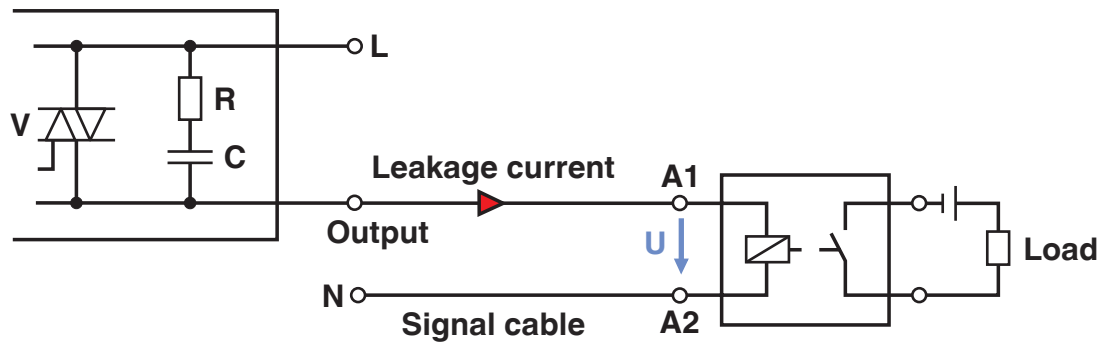 L
R
V
C
Leakage current
A1
Output
U
Load
N
Signal cable
A2